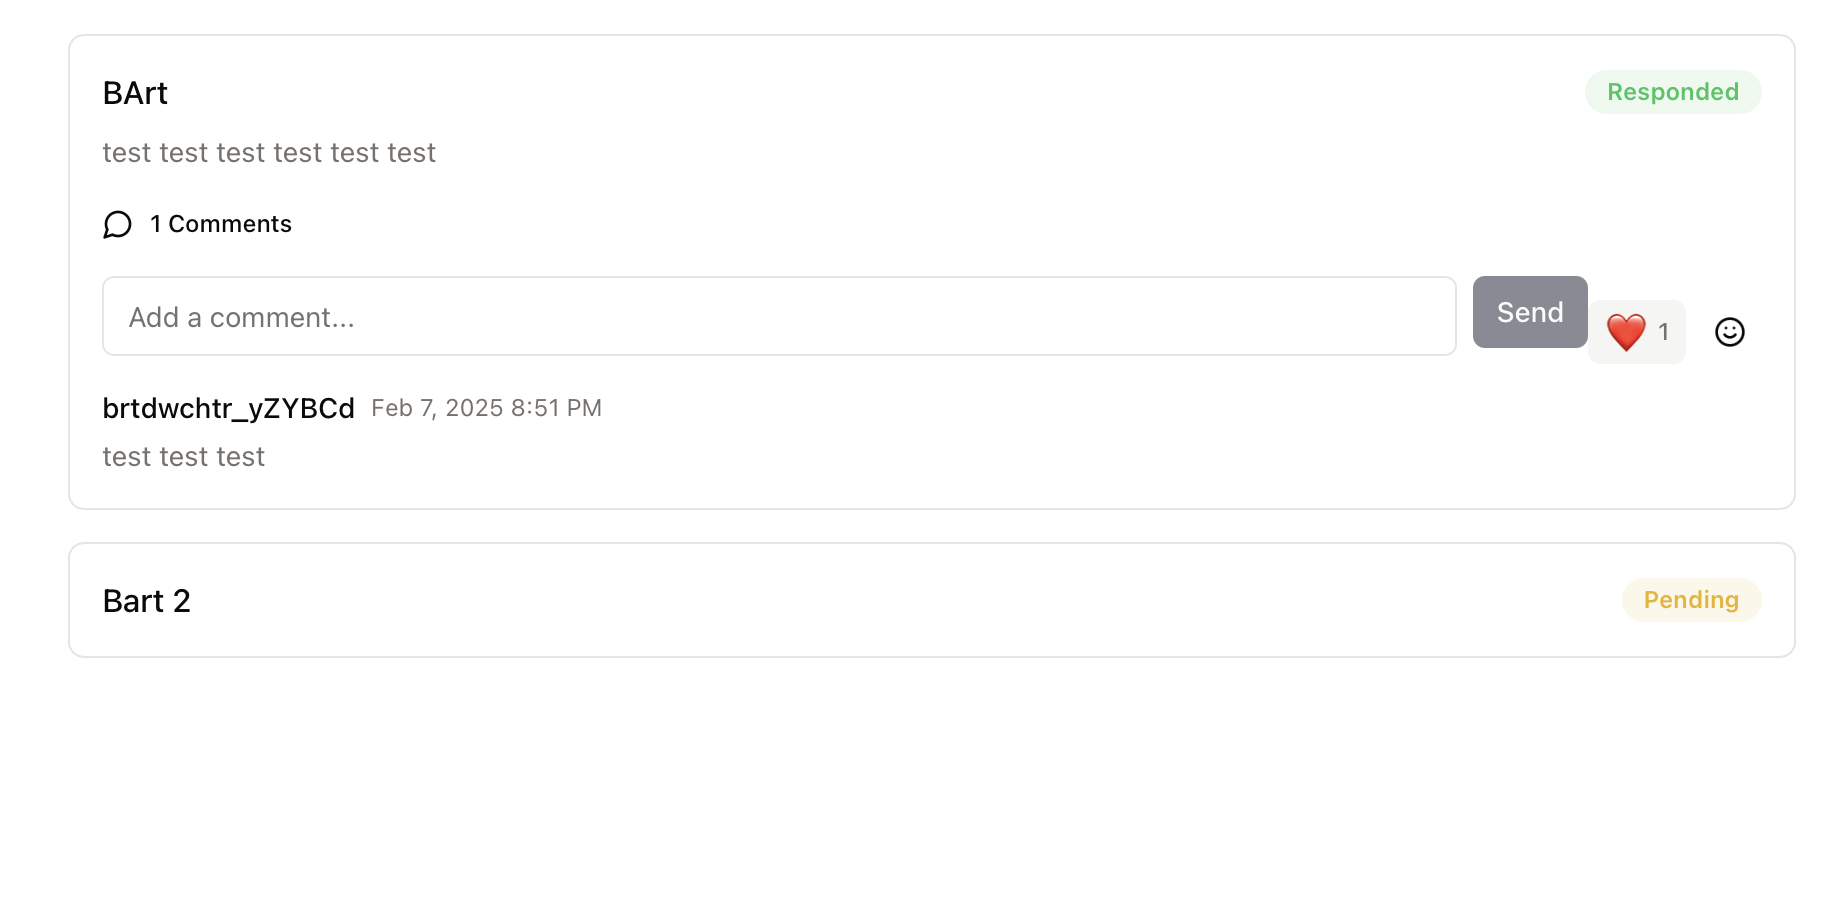 BArt
Responded
test test test test test test
1 Comments
Add a comment...
Send
❤️ 1
brtdwchtr_yZYBCd Feb 7, 2025 8:51 PM
test test test
Bart 2
Pending